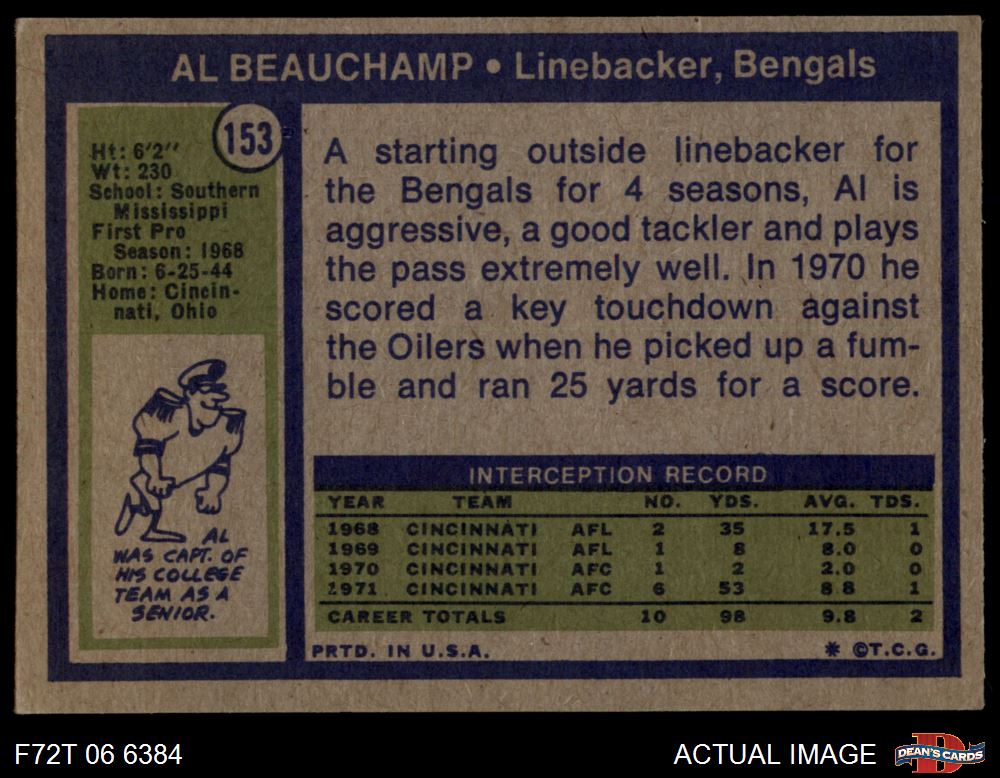 AL BEAUCHAMP • Linebacker, Bengals
153
Ht: 6'2"
Wt: 230
School: Southern
Mississippi
First Pro
Season: 1968
Born: 6-25-44
Home: Cincin-
nati, Ohio
AL
WAS CAPT. OF
HIS COLLEGE
TEAM AS A
SENIOR.
A starting outside linebacker for
the Bengals for 4 seasons, Al is
aggressive, a good tackler and plays
the pass extremely well. In 1970 he
scored a key touchdown against
the Oilers when he picked up a fum-
ble and ran 25 yards for a score.
INTERCEPTION RECORD
YEAR TEAM NO. YDS. AVG. TDS.
1968 CINCINNATI AFL 2 35 17.5 1
1969 CINCINNATI AFL 1 8 8.0 0
1970 CINCINNATI AFC 1 2 2.0 0
1971 CINCINNATI AFC 6 53 8.8 1
CAREER TOTALS 10 98 9.8 2
PRTD. IN U.S.A. * ©T.C.G.
F72T 06 6384 ACTUAL IMAGE DEAN'S CARDS